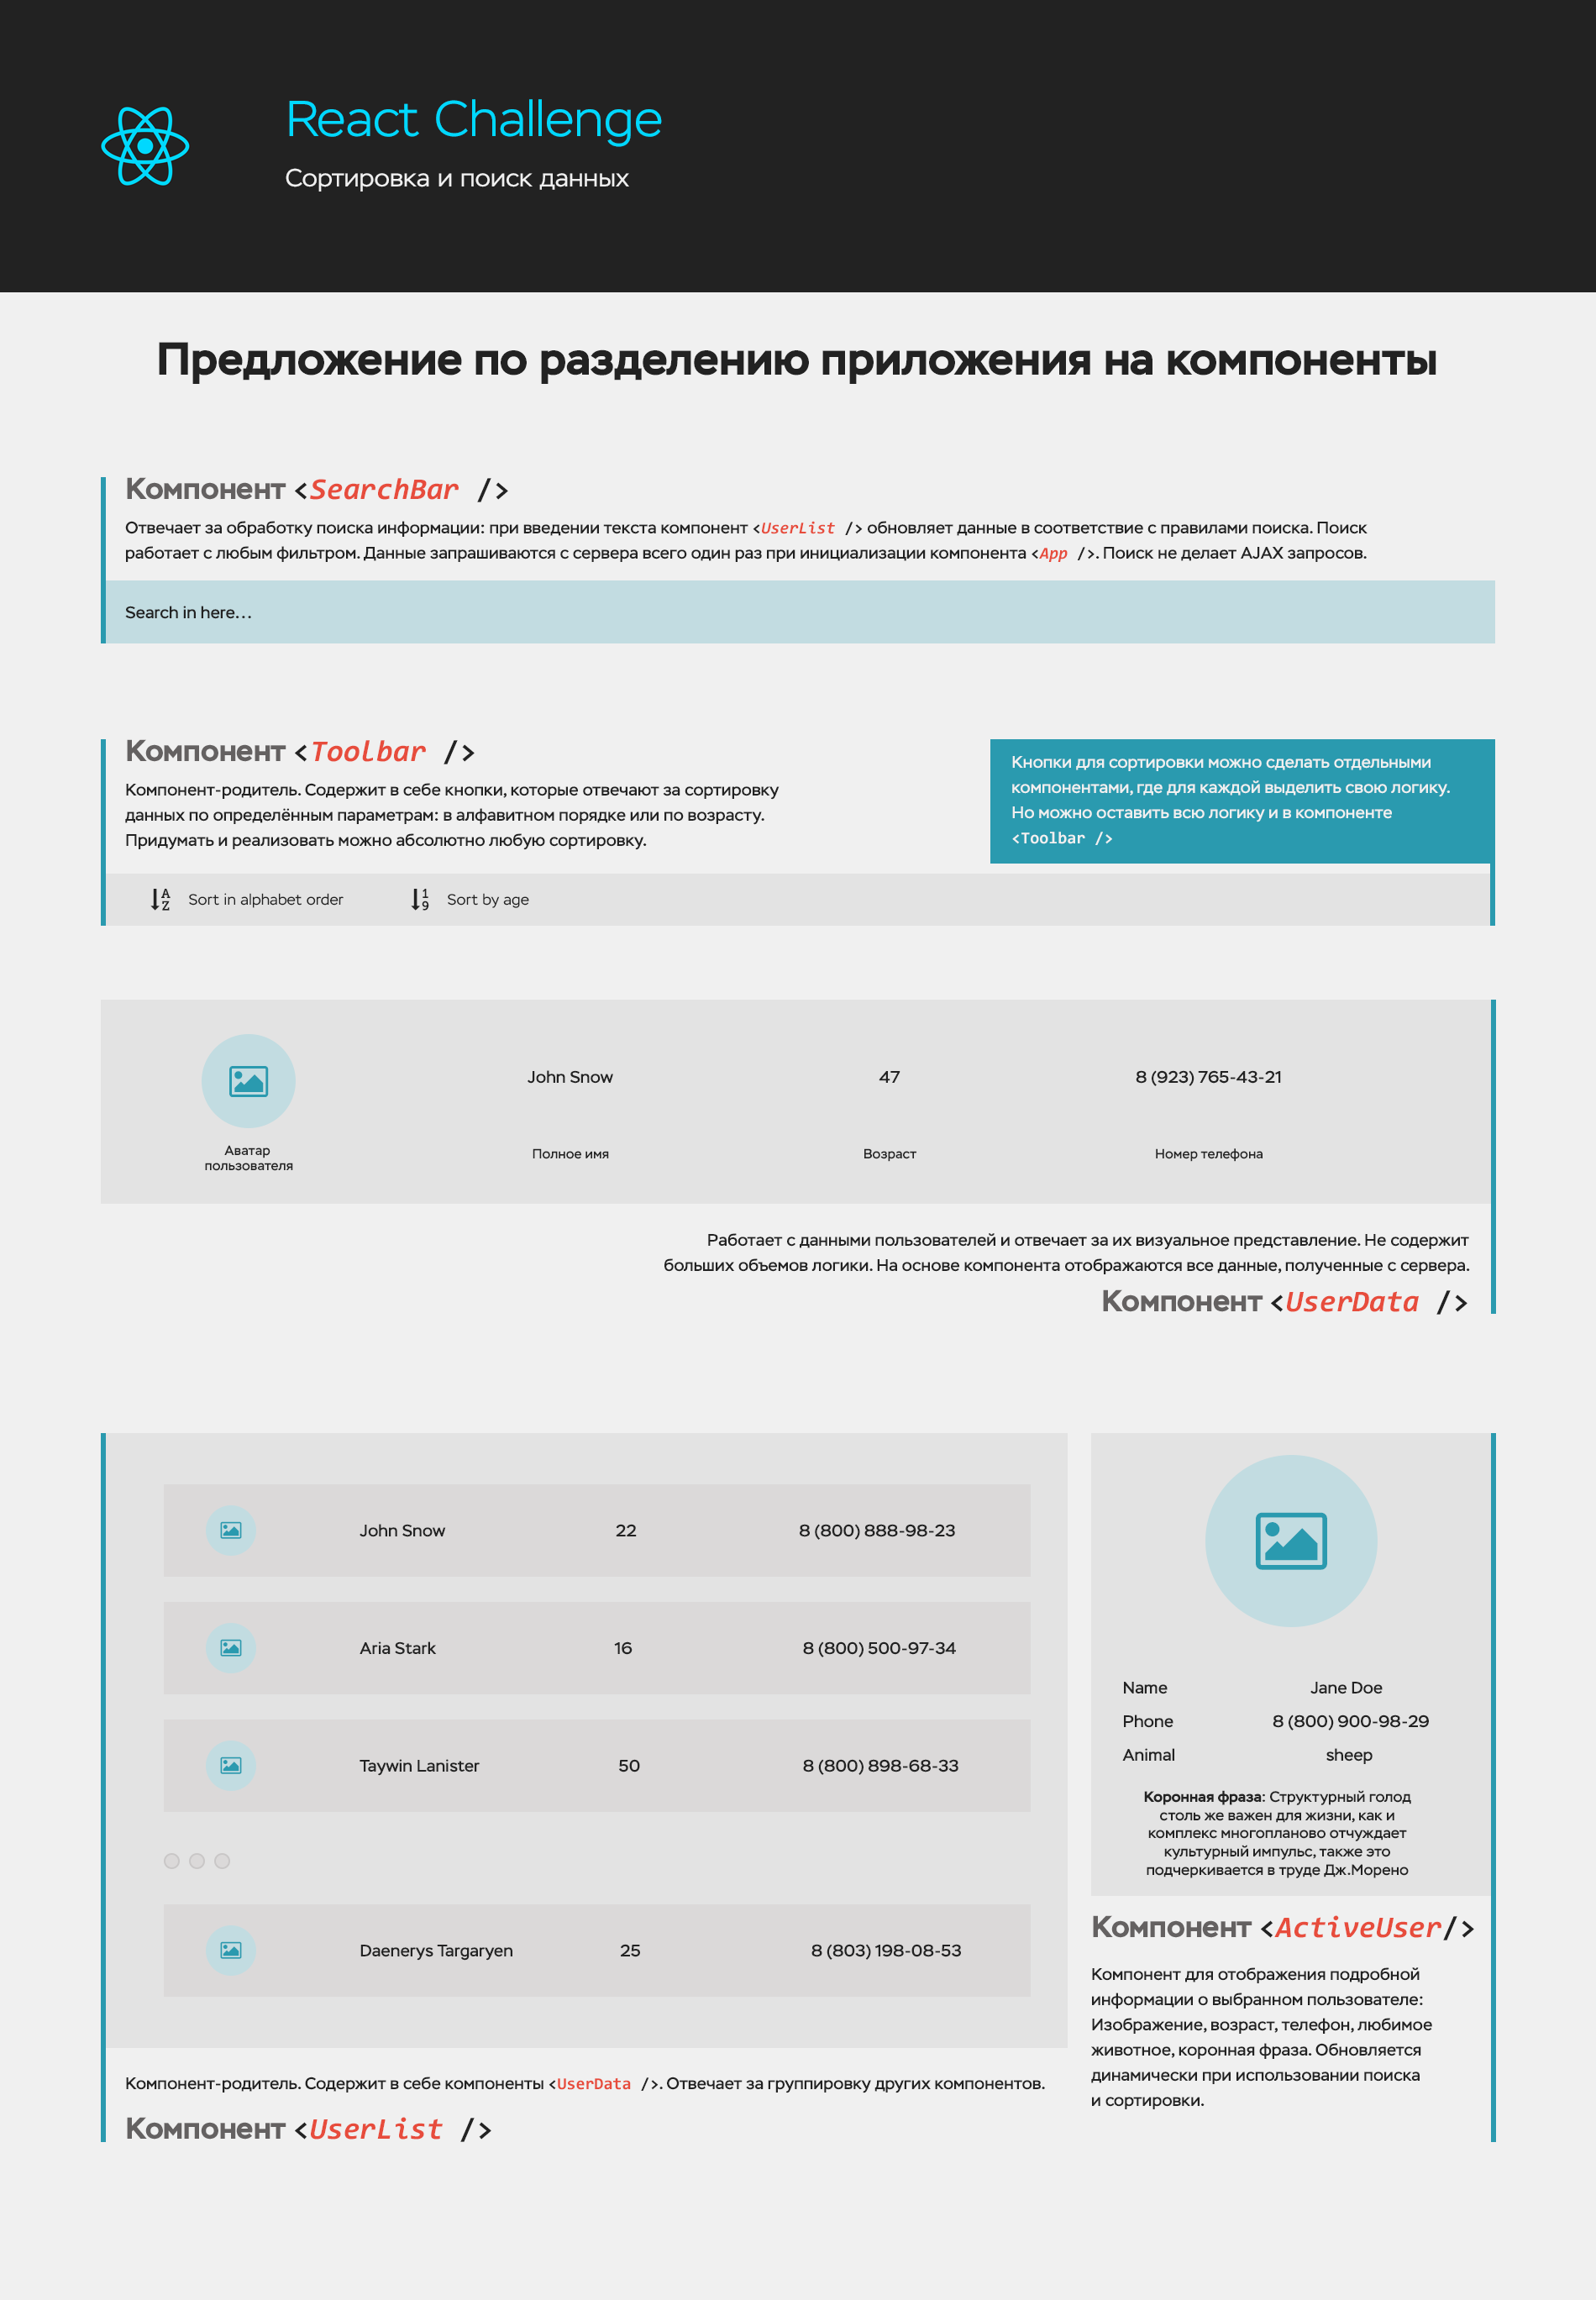 React Challenge
Сортировка и поиск данных
Предложение по разделению приложения на компоненты
Компонент <SearchBar />
Отвечает за обработку поиска информации: при введении текста компонент <UserList /> обновляет данные в соответствие с правилами поиска. Поиск
работает с любым фильтром. Данные запрашиваются с сервера всего один раз при инициализации компонента <App />. Поиск не делает AJAX запросов.
Search in here...
Компонент <Toolbar />
Компонент-родитель. Содержит в себе кнопки, которые отвечают за сортировку
данных по определённым параметрам: в алфавитном порядке или по возрасту.
Придумать и реализовать можно абсолютно любую сортировку.
Кнопки для сортировки можно сделать отдельными
компонентами, где для каждой выделить свою логику.
Но можно оставить всю логику и в компоненте
<Toolbar />
A Z Sort in alphabet order 1 9 Sort by age
John Snow 47 8 (923) 765-43-21
Аватар
пользователя
Полное имя Возраст Номер телефона
Работает с данными пользователей и отвечает за их визуальное представление. Не содержит
больших объемов логики. На основе компонента отображаются все данные, полученные с сервера.
Компонент <UserData />
John Snow 22 8 (800) 888-98-23
Aria Stark 16 8 (800) 500-97-34
Taywin Lanister 50 8 (800) 898-68-33
Daenerys Targaryen 25 8 (803) 198-08-53
Компонент-родитель. Содержит в себе компоненты <UserData />. Отвечает за группировку других компонентов.
Компонент <UserList />
Name Jane Doe
Phone 8 (800) 900-98-29
Animal sheep
Коронная фраза: Структурный голод
столь же важен для жизни, как и
комплекс многопланово отчуждает
культурный импульс, также это
подчеркивается в труде Дж.Морено
Компонент <ActiveUser/>
Компонент для отображения подробной
информации о выбранном пользователе:
Изображение, возраст, телефон, любимое
животное, коронная фраза. Обновляется
динамически при использовании поиска
и сортировки.